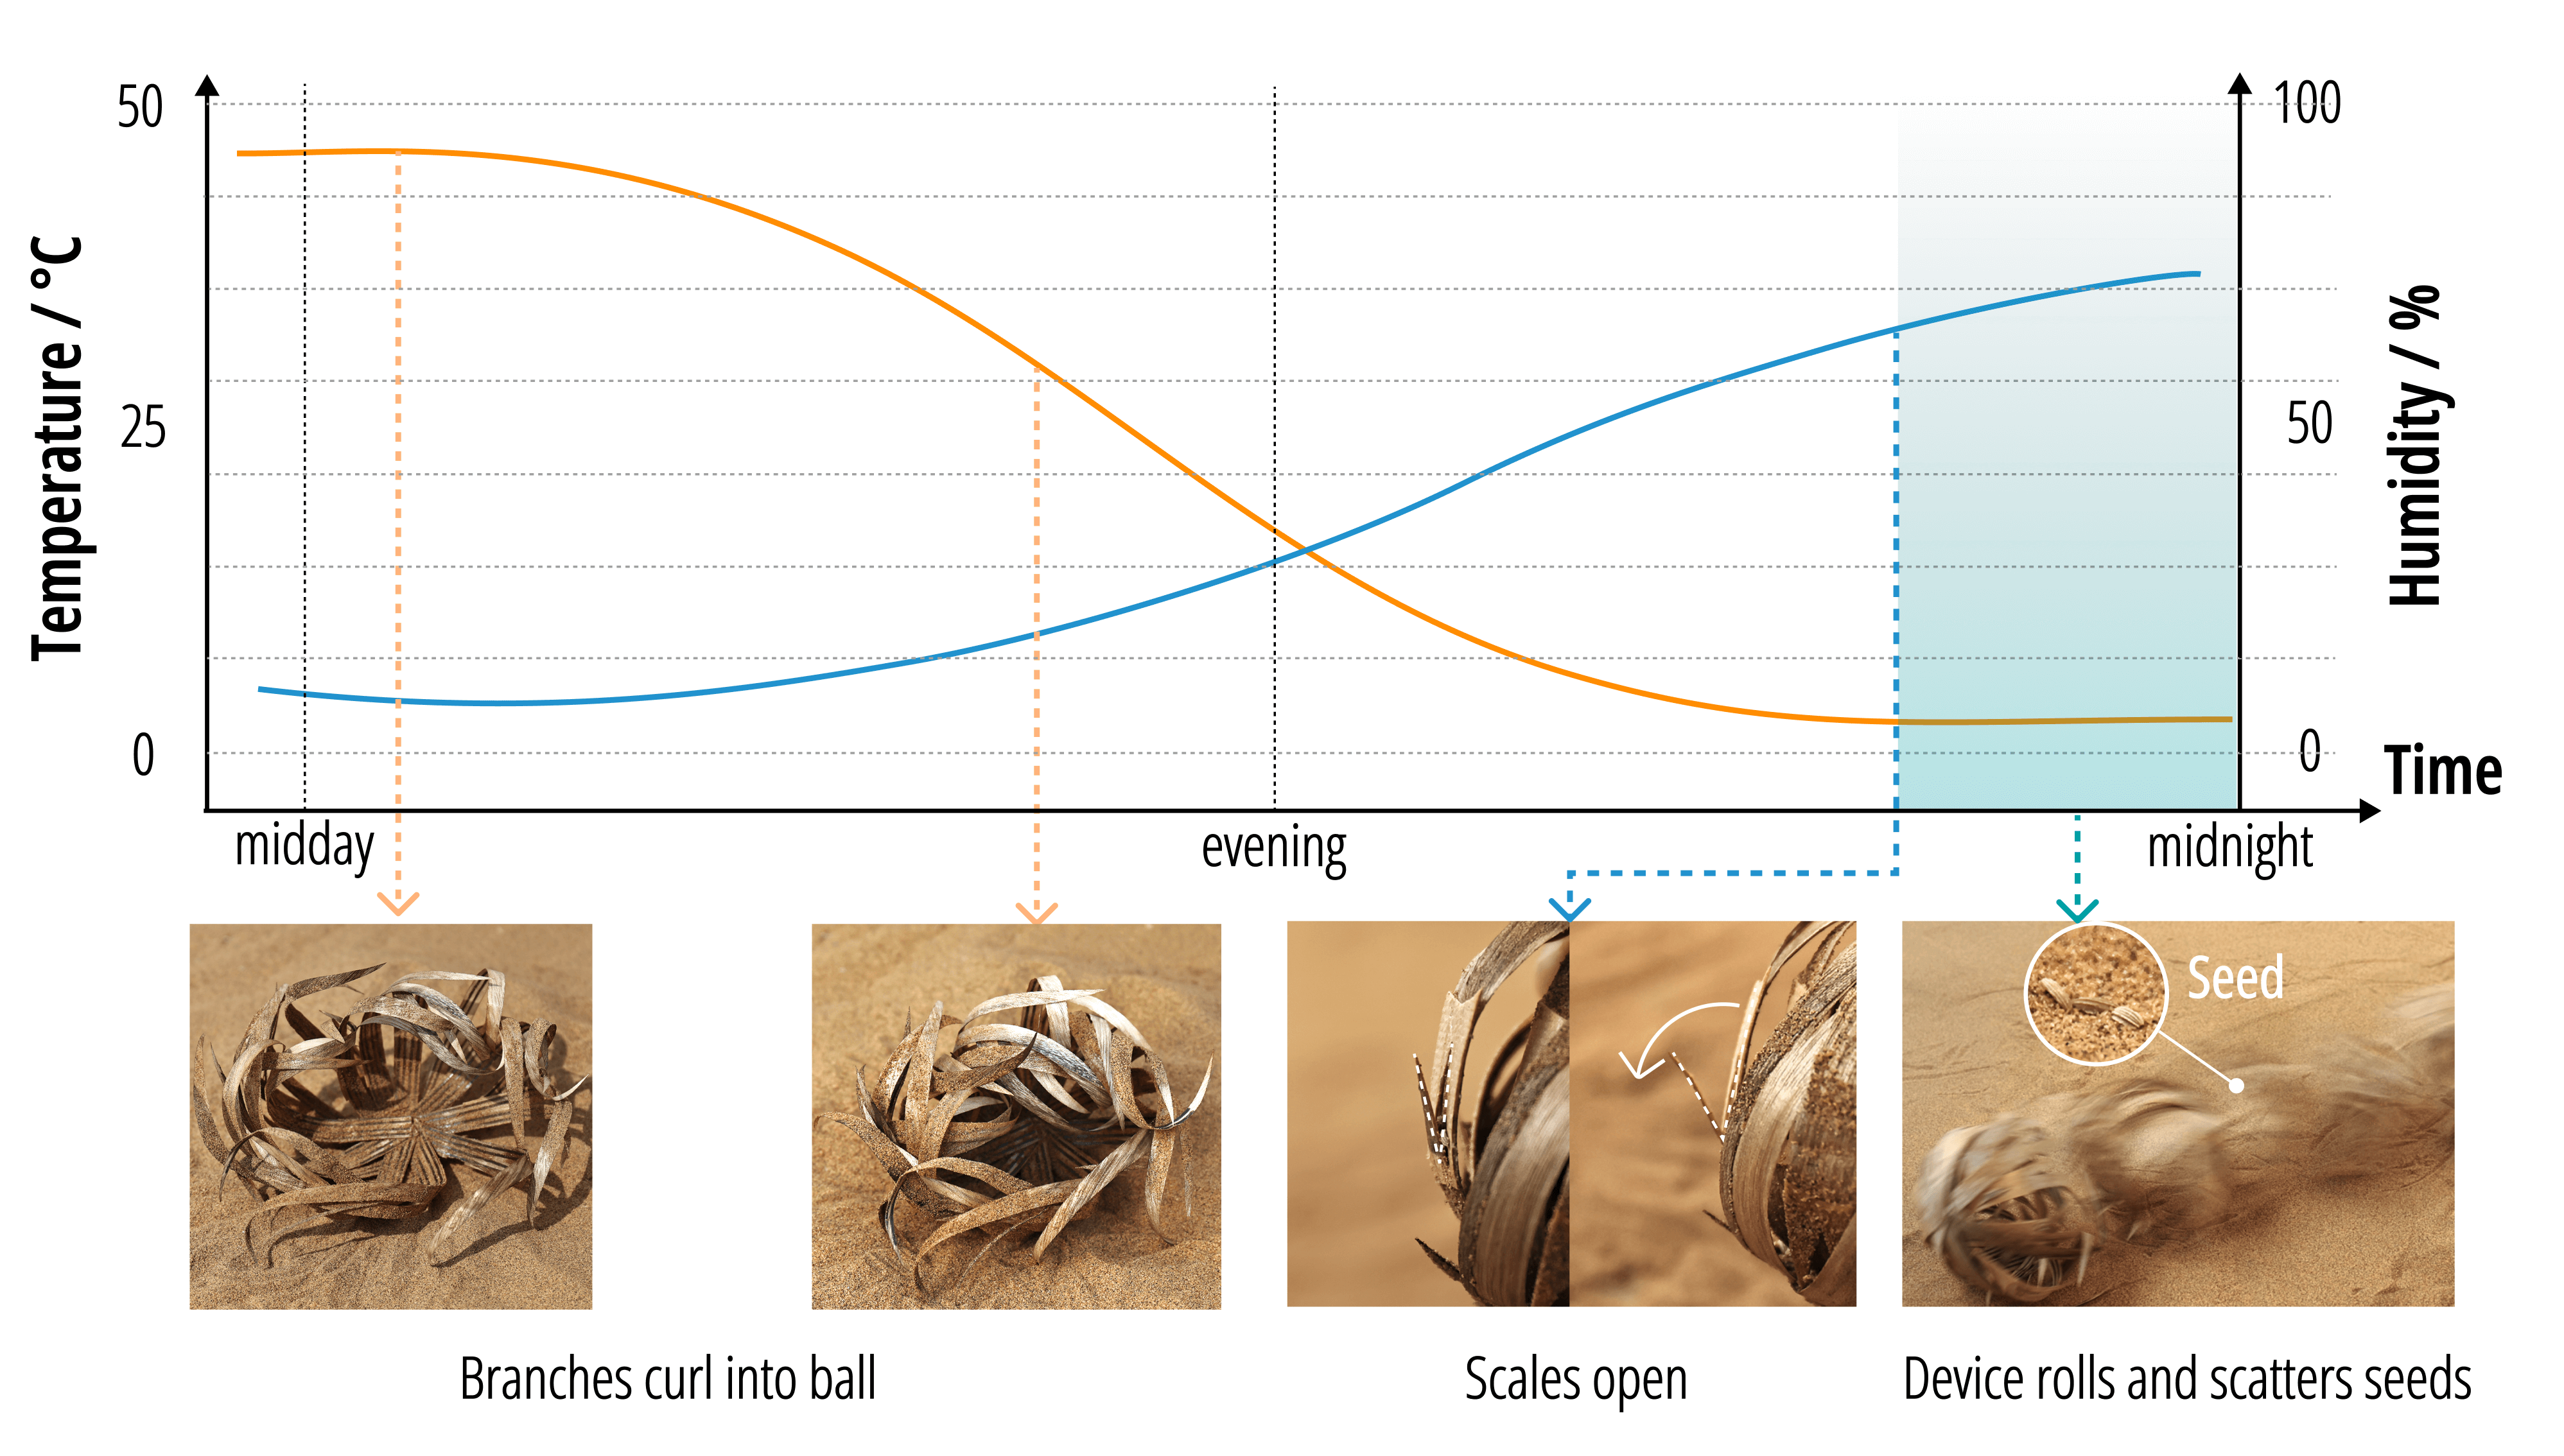 50
100
Temperature / °C
25
50
Humidity / %
0
0
Time
midday
evening
midnight
Seed
Branches curl into ball
Scales open
Device rolls and scatters seeds